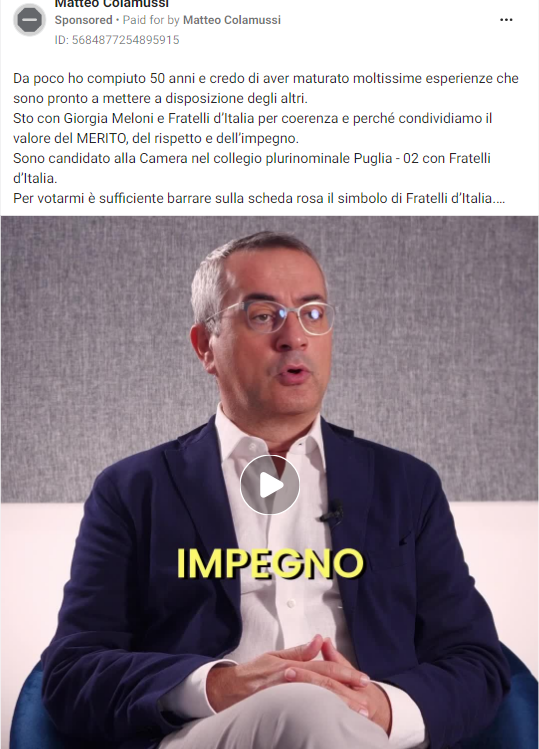 Matteo Colamussi
Sponsored • Paid for by Matteo Colamussi
ID: 5684877254895915
Da poco ho compiuto 50 anni e credo di aver maturato moltissime esperienze che
sono pronto a mettere a disposizione degli altri.
Sto con Giorgia Meloni e Fratelli d’Italia per coerenza e perché condividiamo il
valore del MERITO, del rispetto e dell’impegno.
Sono candidato alla Camera nel collegio plurinominale Puglia - 02 con Fratelli
d’Italia.
Per votarmi è sufficiente barrare sulla scheda rosa il simbolo di Fratelli d’Italia....
IMPEGNO